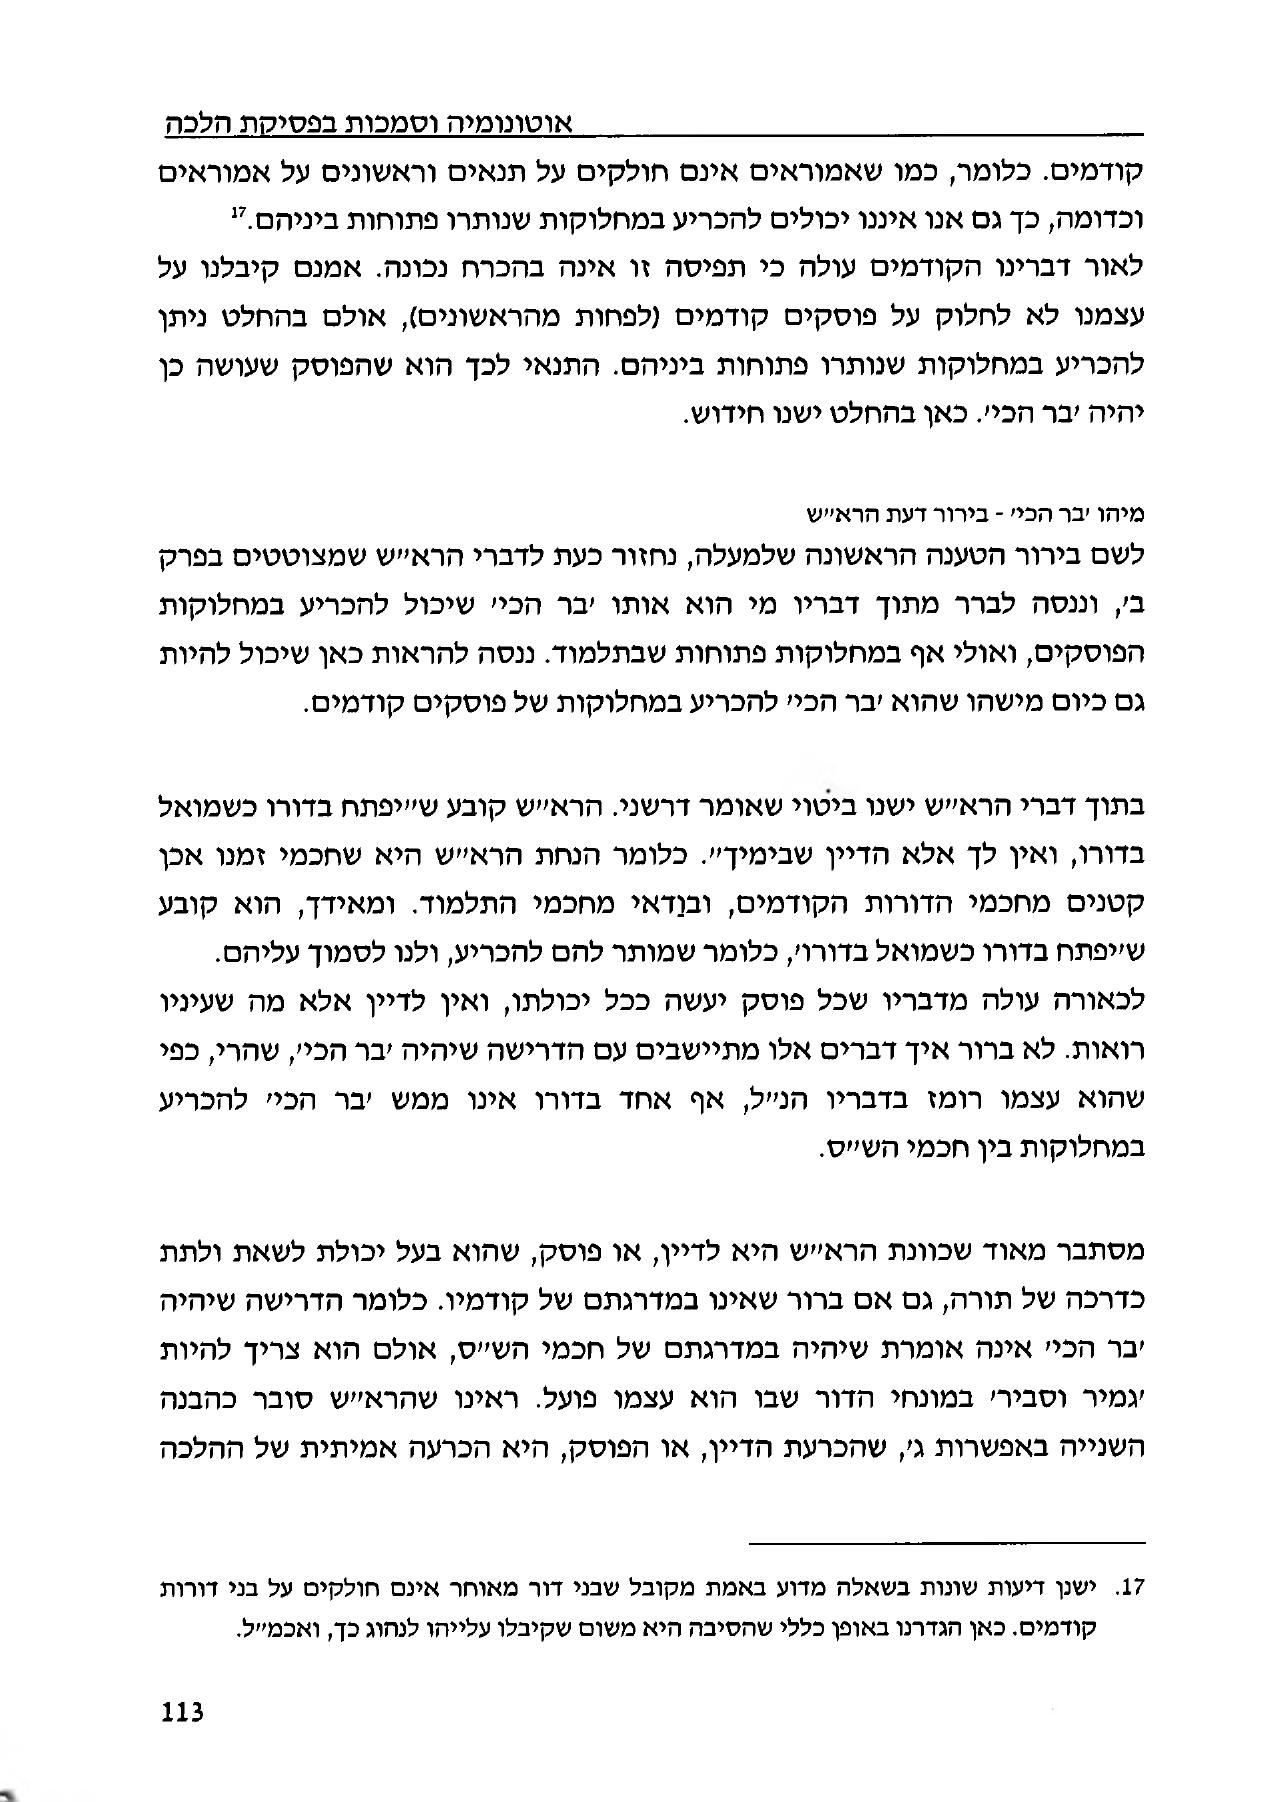 אוטונומיה וסמכות בפסיקת הלכה
קודמים. כלומר, כמו שאמוראים אינם חולקים על תנאים וראשונים על אמוראים
וכדומה, כך גם אנו איננו יכולים להכריע במחלוקות שנותרו פתוחות ביניהם.17
לאור דברינו הקודמים עולה כי תפיסה זו אינה בהכרח נכונה. אמנם קיבלנו על
עצמנו לא לחלוק על פוסקים קודמים (לפחות מהראשונים), אולם בהחלט ניתן
להכריע במחלוקות שנותרו פתוחות ביניהם. התנאי לכך הוא שהפוסק שעושה כן
יהיה 'בר הכי'. כאן בהחלט ישנו חידוש.
מיהו 'בר הכי' - בירור דעת הרא"ש
לשם בירור הטענה הראשונה שלמעלה, נחזור כעת לדברי הרא"ש שמצוטטים בפרק
ב', וננסה לברר מתוך דבריו מי הוא אותו 'בר הכי' שיכול להכריע במחלוקות
הפוסקים, ואולי אף במחלוקות פתוחות שבתלמוד. ננסה להראות כאן שיכול להיות
גם כיום מישהו שהוא 'בר הכי' להכריע במחלוקות של פוסקים קודמים.
בתוך דברי הרא"ש ישנו ביטוי שאומר דרשני. הרא"ש קובע ש"יפתח בדורו כשמואל
בדורו, ואין לך אלא הדיין שבימיך". כלומר הנחת הרא"ש היא שחכמי זמנו אכן
קטנים מחכמי הדורות הקודמים, ובודאי מחכמי התלמוד. ומאידך, הוא קובע
ש'יפתח בדורו כשמואל בדורו', כלומר שמותר להם להכריע, ולנו לסמוך עליהם.
לכאורה עולה מדבריו שכל פוסק יעשה ככל יכולתו, ואין לדיין אלא מה שעיניו
רואות. לא ברור איך דברים אלו מתיישבים עם הדרישה שיהיה 'בר הכי', שהרי, כפי
שהוא עצמו רומז בדבריו הנ"ל, אף אחד בדורו אינו ממש 'בר הכי' להכריע
במחלוקות בין חכמי הש"ס.
מסתבר מאוד שכוונת הרא"ש היא לדיין, או פוסק, שהוא בעל יכולת לשאת ולתת
כדרכה של תורה, גם אם ברור שאינו במדרגתם של קודמיו. כלומר הדרישה שיהיה
'בר הכי' אינה אומרת שיהיה במדרגתם של חכמי הש"ס, אולם הוא צריך להיות
'גמיר וסביר' במונחי הדור שבו הוא עצמו פועל. ראינו שהרא"ש סובר כהבנה
השנייה באפשרות ג', שהכרעת הדיין, או הפוסק, היא הכרעה אמיתית של ההלכה
17. ישנן דיעות שונות בשאלה מדוע באמת מקובל שבני דור מאוחר אינם חולקים על בני דורות
קודמים. כאן הגדרנו באופן כללי שהסיבה היא משום שקיבלו עלייהו לנהוג כך, ואכמ"ל.
113